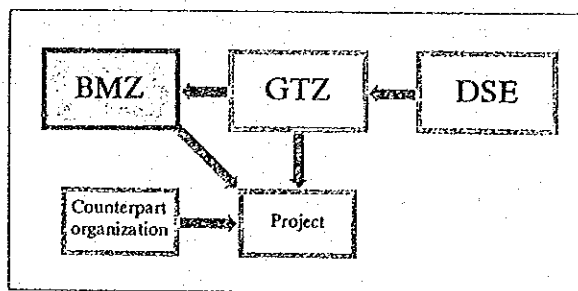 BMZ
GTZ
DSE
Counterpart
organization
Project